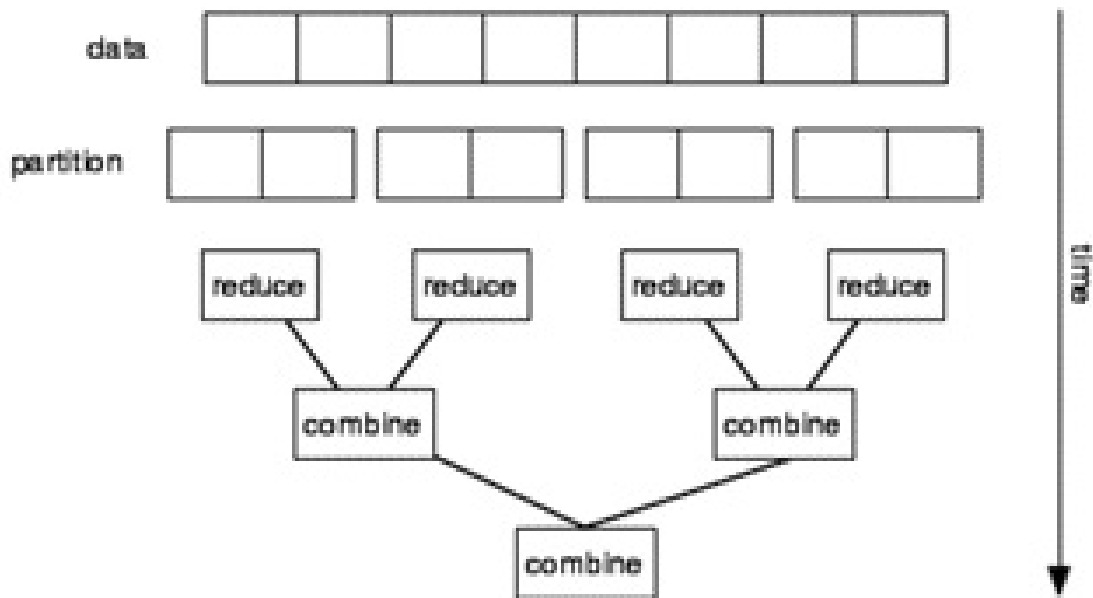 data
partition
reduce reduce reduce reduce
time
combine combine
combine